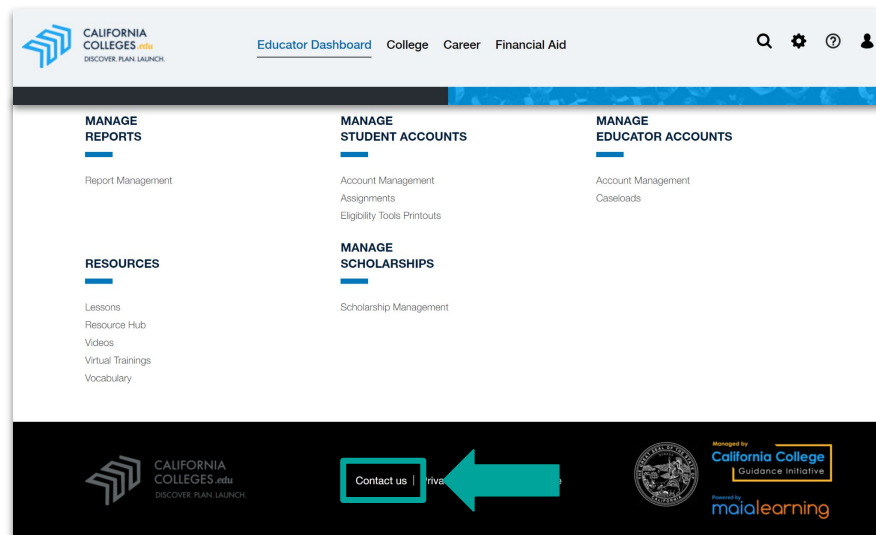 CALIFORNIA
COLLEGES.edu
DISCOVER. PLAN. LAUNCH.
Educator Dashboard College Career Financial Aid
MANAGE
REPORTS
Report Management
MANAGE
STUDENT ACCOUNTS
Account Management
Assignments
Eligibility Tools Printouts
MANAGE
EDUCATOR ACCOUNTS
Account Management
Caseloads
RESOURCES
Lessons
Resource Hub
Videos
Virtual Trainings
Vocabulary
MANAGE
SCHOLARSHIPS
Scholarship Management
CALIFORNIA
COLLEGES.edu
DISCOVER. PLAN. LAUNCH.
Contact us |
Managed by
California College
Guidance Initiative
Powered by
maialearning